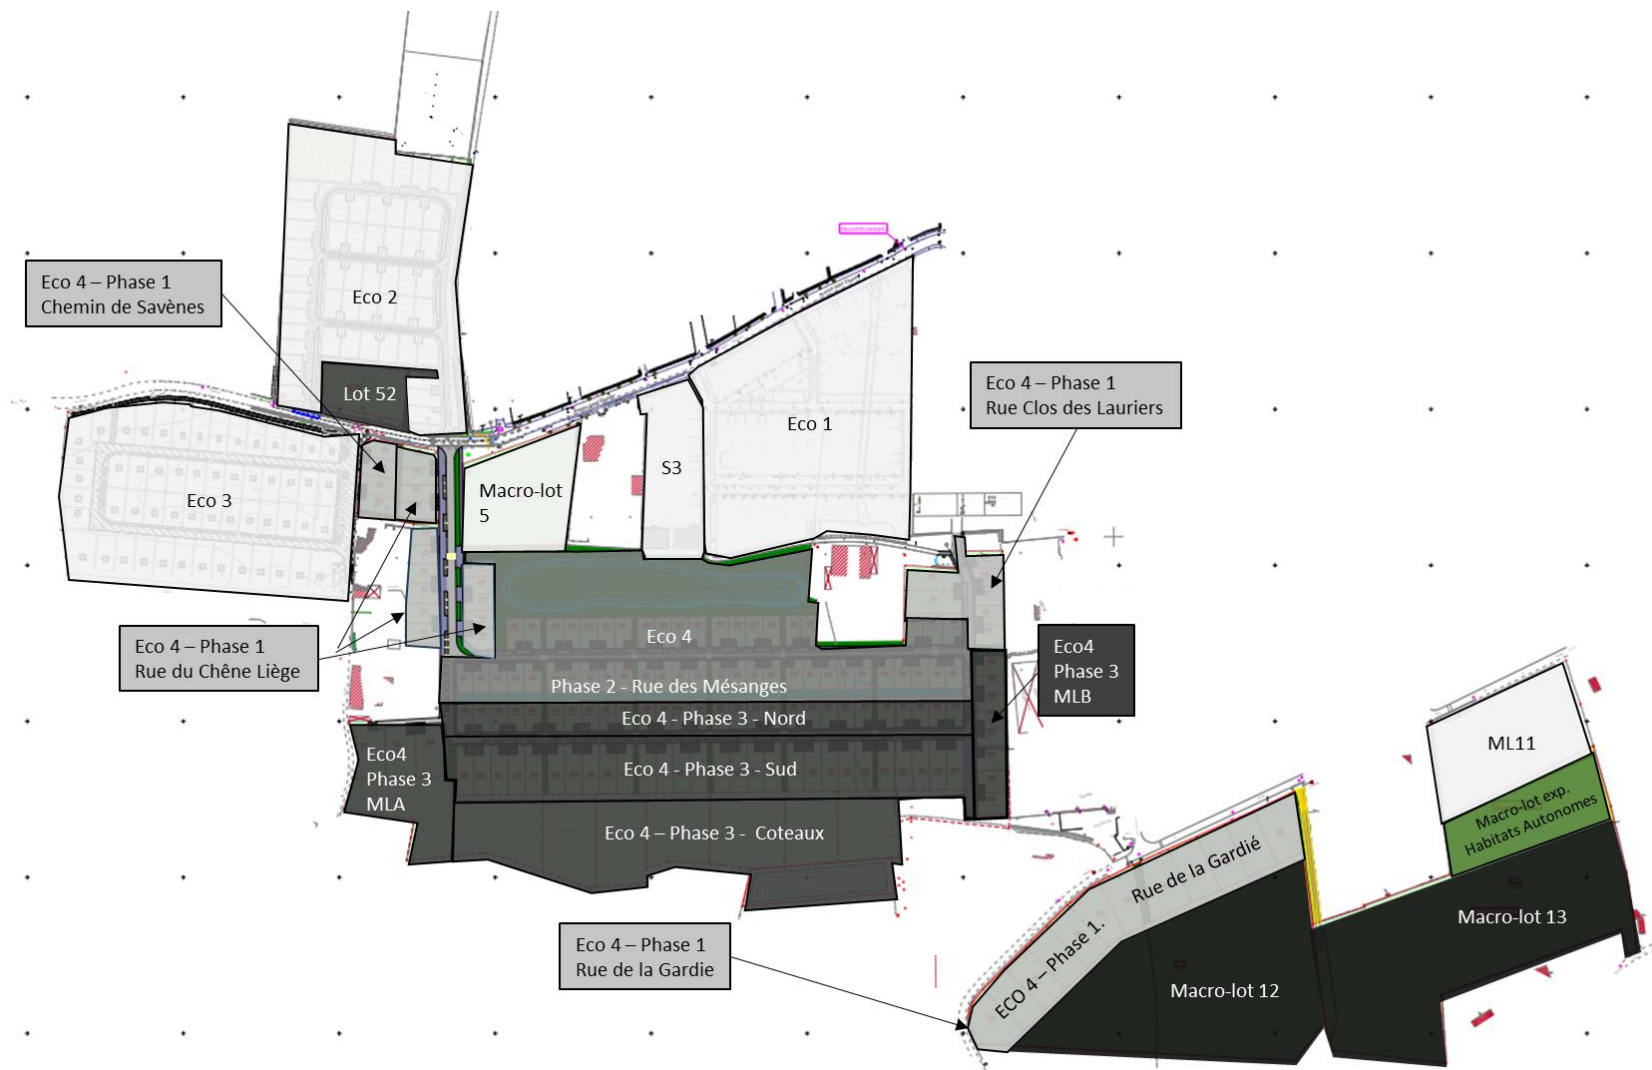 Eco 4 – Phase 1
Chemin de Savènes
Eco 2
Lot 52
Eco 3
Macro-lot
5
S3
Eco 1
Eco 4 – Phase 1
Rue Clos des Lauriers
Eco 4 – Phase 1
Rue du Chêne Liège
Eco 4
Phase 2 - Rue des Mésanges
Eco 4 - Phase 3 - Nord
Eco 4 - Phase 3 - Sud
Eco 4 – Phase 3 - Coteaux
Eco4
Phase 3
MLA
Eco4
Phase 3
MLB
Eco 4 – Phase 1
Rue de la Gardie
ECO 4 – Phase 1.
Rue de la Gardié
Macro-lot 12
ML11
Macro-lot exp.
Habitats Autonomes
Macro-lot 13